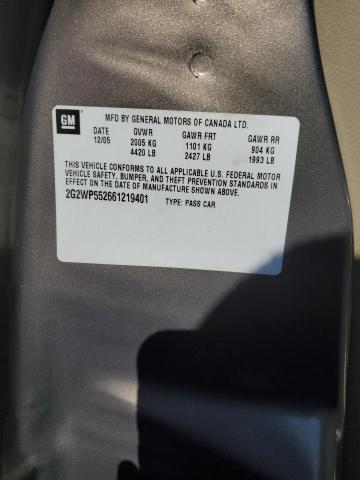 GM
MFD BY GENERAL MOTORS OF CANADA LTD.
DATE GVWR GAWR FRT GAWR RR
12/05 2005 KG 1101 KG 904 KG
4420 LB 2427 LB 1993 LB
THIS VEHICLE CONFORMS TO ALL APPLICABLE U.S. FEDERAL MOTOR
VEHICLE SAFETY, BUMPER, AND THEFT PREVENTION STANDARDS IN
EFFECT ON THE DATE OF MANUFACTURE SHOWN ABOVE.
2G2WP552661219401 TYPE: PASS CAR